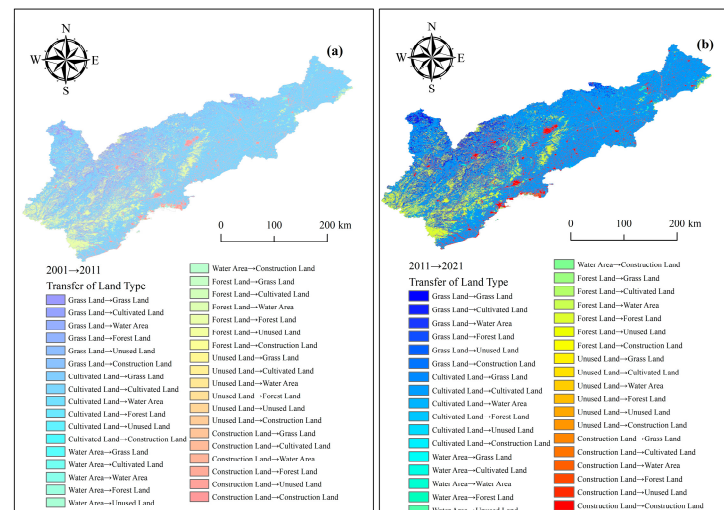 N
(a)
W E
S
0 100 200 km
2001→2011
Transfer of Land Type
Grass Land→Grass Land
Grass Land→Cultivated Land
Grass Land→Water Area
Grass Land→Forest Land
Grass Land→Unused Land
Grass Land→Construction Land
Cultivated Land→Grass Land
Cultivated Land→Cultivated Land
Cultivated Land→Water Area
Cultivated Land→Forest Land
Cultivated Land→Unused Land
Cultivated Land→Construction Land
Water Area→Grass Land
Water Area→Cultivated Land
Water Area→Water Area
Water Area→Forest Land
Water Area→Unused Land
Water Area→Construction Land
Forest Land→Grass Land
Forest Land→Cultivated Land
Forest Land→Water Area
Forest Land→Forest Land
Forest Land→Unused Land
Forest Land→Construction Land
Unused Land→Grass Land
Unused Land→Cultivated Land
Unused Land→Water Area
Unused Land→Forest Land
Unused Land→Unused Land
Unused Land→Construction Land
Construction Land→Grass Land
Construction Land→Cultivated Land
Construction Land→Water Area
Construction Land→Forest Land
Construction Land→Unused Land
Construction Land→Construction Land
N
(b)
W E
S
0 100 200 km
2011→2021
Transfer of Land Type
Grass Land→Grass Land
Grass Land→Cultivated Land
Grass Land→Water Area
Grass Land→Forest Land
Grass Land→Unused Land
Grass Land→Construction Land
Cultivated Land→Grass Land
Cultivated Land→Cultivated Land
Cultivated Land→Water Area
Cultivated Land→Forest Land
Cultivated Land→Unused Land
Cultivated Land→Construction Land
Water Area→Grass Land
Water Area→Cultivated Land
Water Area→Water Area
Water Area→Forest Land
Water Area→Unused Land
Water Area→Construction Land
Forest Land→Grass Land
Forest Land→Cultivated Land
Forest Land→Water Area
Forest Land→Forest Land
Forest Land→Unused Land
Forest Land→Construction Land
Unused Land→Grass Land
Unused Land→Cultivated Land
Unused Land→Water Area
Unused Land→Forest Land
Unused Land→Unused Land
Unused Land→Construction Land
Construction Land→Grass Land
Construction Land→Cultivated Land
Construction Land→Water Area
Construction Land→Forest Land
Construction Land→Unused Land
Construction Land→Construction Land